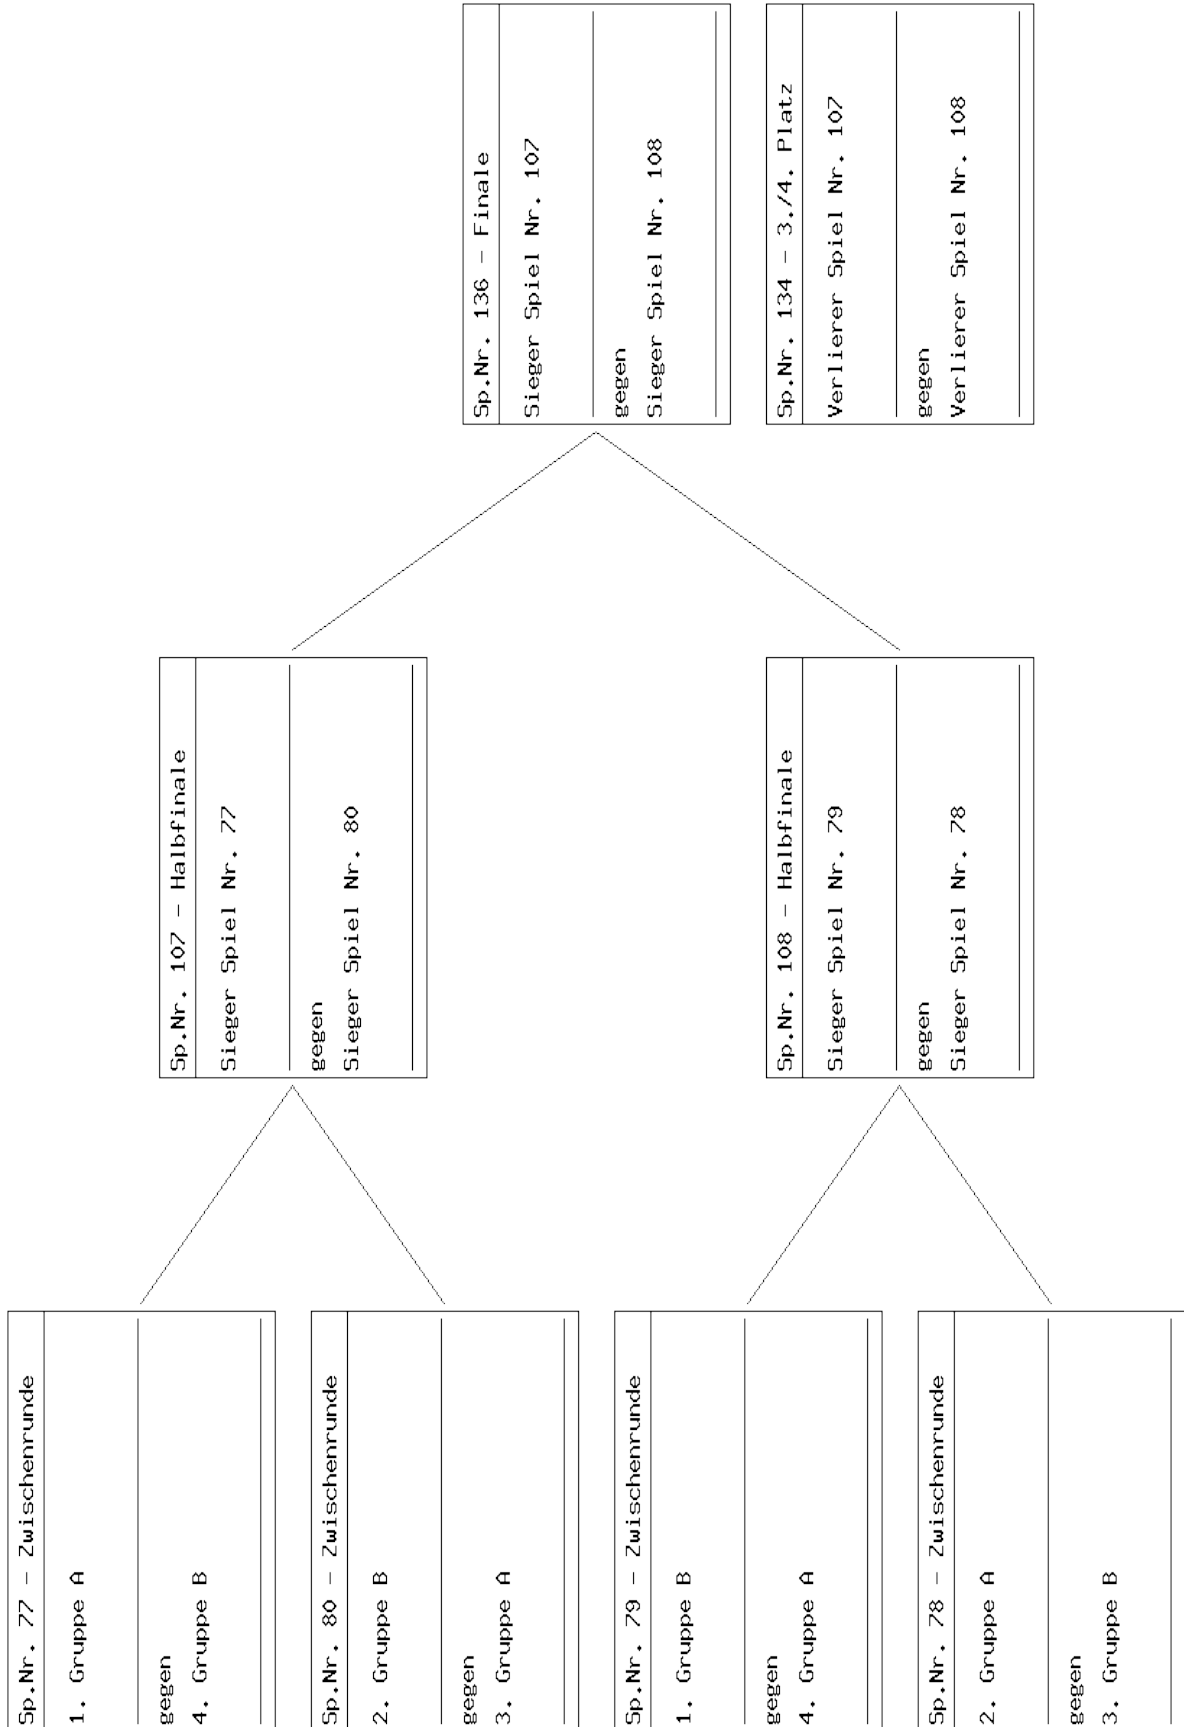 Sp.Nr. 77 - Zwischenrunde
1. Gruppe A
gegen
4. Gruppe B
Sp.Nr. 80 - Zwischenrunde
2. Gruppe B
gegen
3. Gruppe A
Sp.Nr. 79 - Zwischenrunde
1. Gruppe B
gegen
4. Gruppe A
Sp.Nr. 78 - Zwischenrunde
2. Gruppe A
gegen
3. Gruppe B
Sp.Nr. 107 - Halbfinale
Sieger Spiel Nr. 77
gegen
Sieger Spiel Nr. 80
Sp.Nr. 108 - Halbfinale
Sieger Spiel Nr. 79
gegen
Sieger Spiel Nr. 78
Sp.Nr. 136 - Finale
Sieger Spiel Nr. 107
gegen
Sieger Spiel Nr. 108
Sp.Nr. 134 - 3./4. Platz
Verlierer Spiel Nr. 107
gegen
Verlierer Spiel Nr. 108